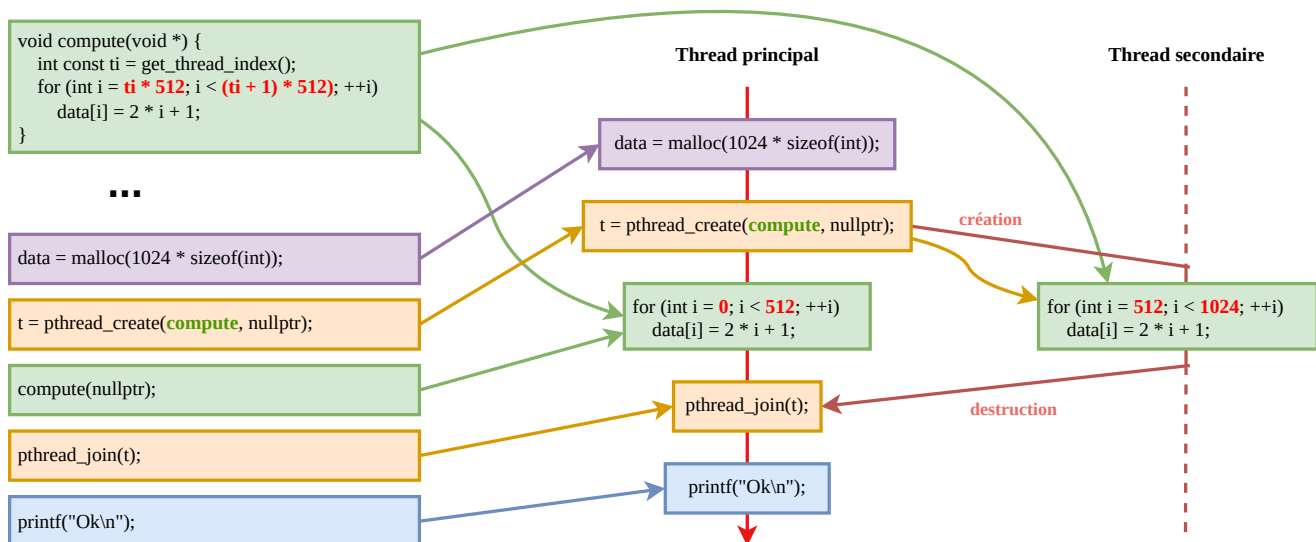 void compute(void *) {
int const ti = get_thread_index();
for (int i = ti * 512; i < (ti + 1) * 512); ++i)
data[i] = 2 * i + 1;
}
...
data = malloc(1024 * sizeof(int));
t = pthread_create(compute, nullptr);
compute(nullptr);
pthread_join(t);
printf("Ok\n");
Thread principal
data = malloc(1024 * sizeof(int));
t = pthread_create(compute, nullptr);
for (int i = 0; i < 512; ++i)
data[i] = 2 * i + 1;
pthread_join(t);
printf("Ok\n");
création
destruction
Thread secondaire
for (int i = 512; i < 1024; ++i)
data[i] = 2 * i + 1;